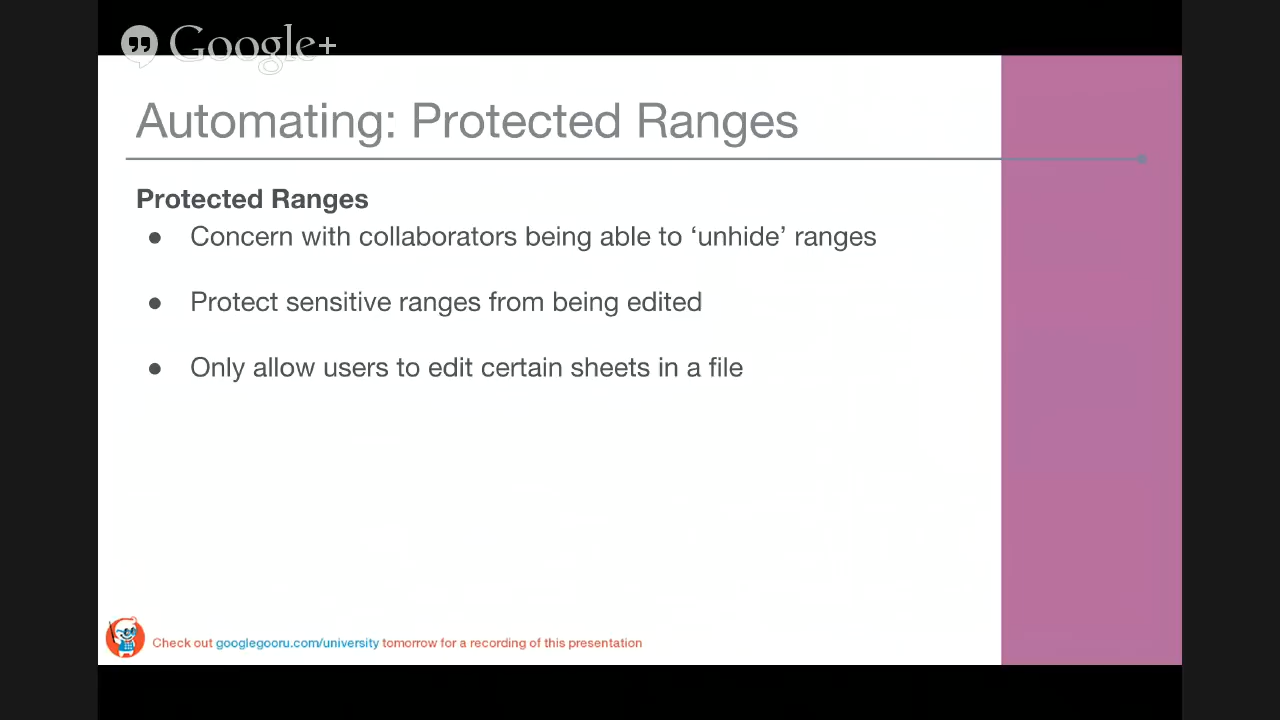 Google+
Automating: Protected Ranges
Protected Ranges
● Concern with collaborators being able to ‘unhide’ ranges
● Protect sensitive ranges from being edited
● Only allow users to edit certain sheets in a file
Check out googlegooru.com/university tomorrow for a recording of this presentation